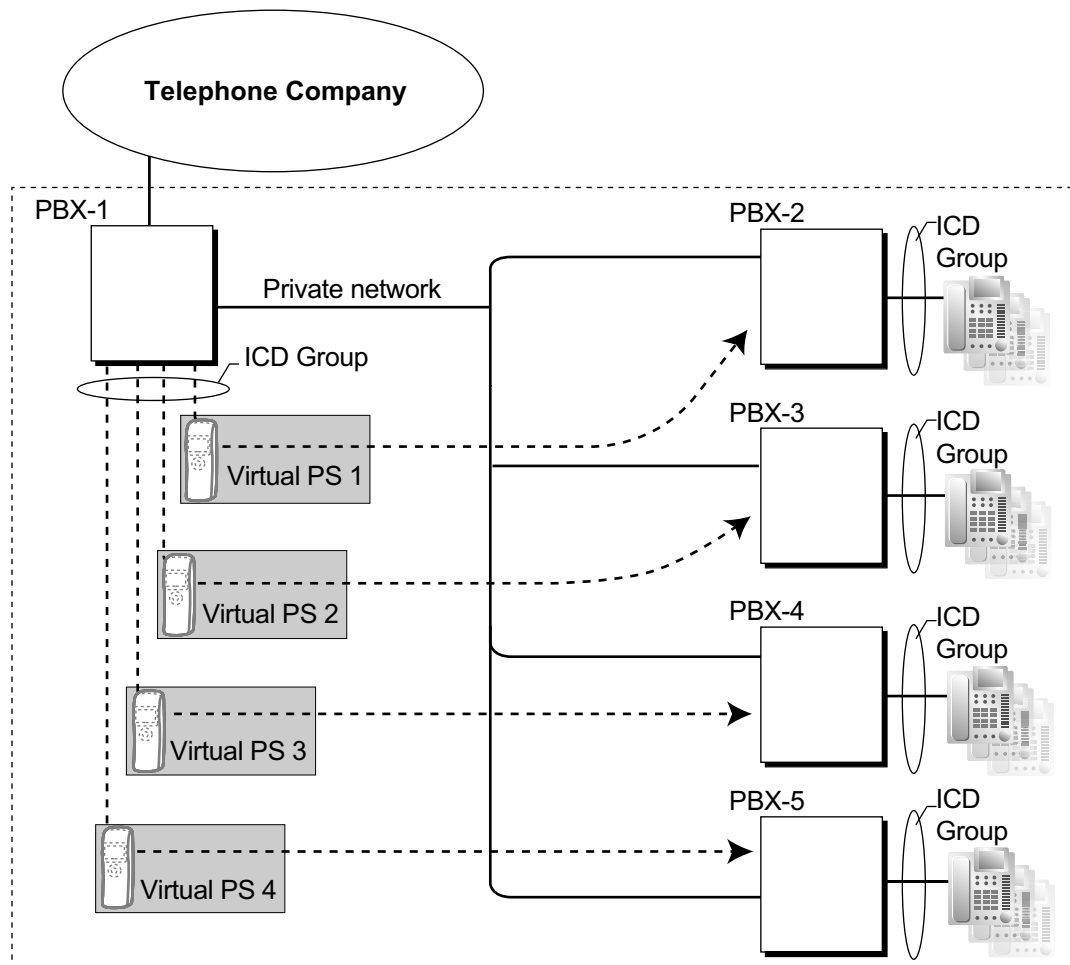 Telephone Company
PBX-1
Private network
ICD Group
Virtual PS 1
Virtual PS 2
Virtual PS 3
Virtual PS 4
PBX-2
ICD
Group
PBX-3
ICD
Group
PBX-4
ICD
Group
PBX-5
ICD
Group